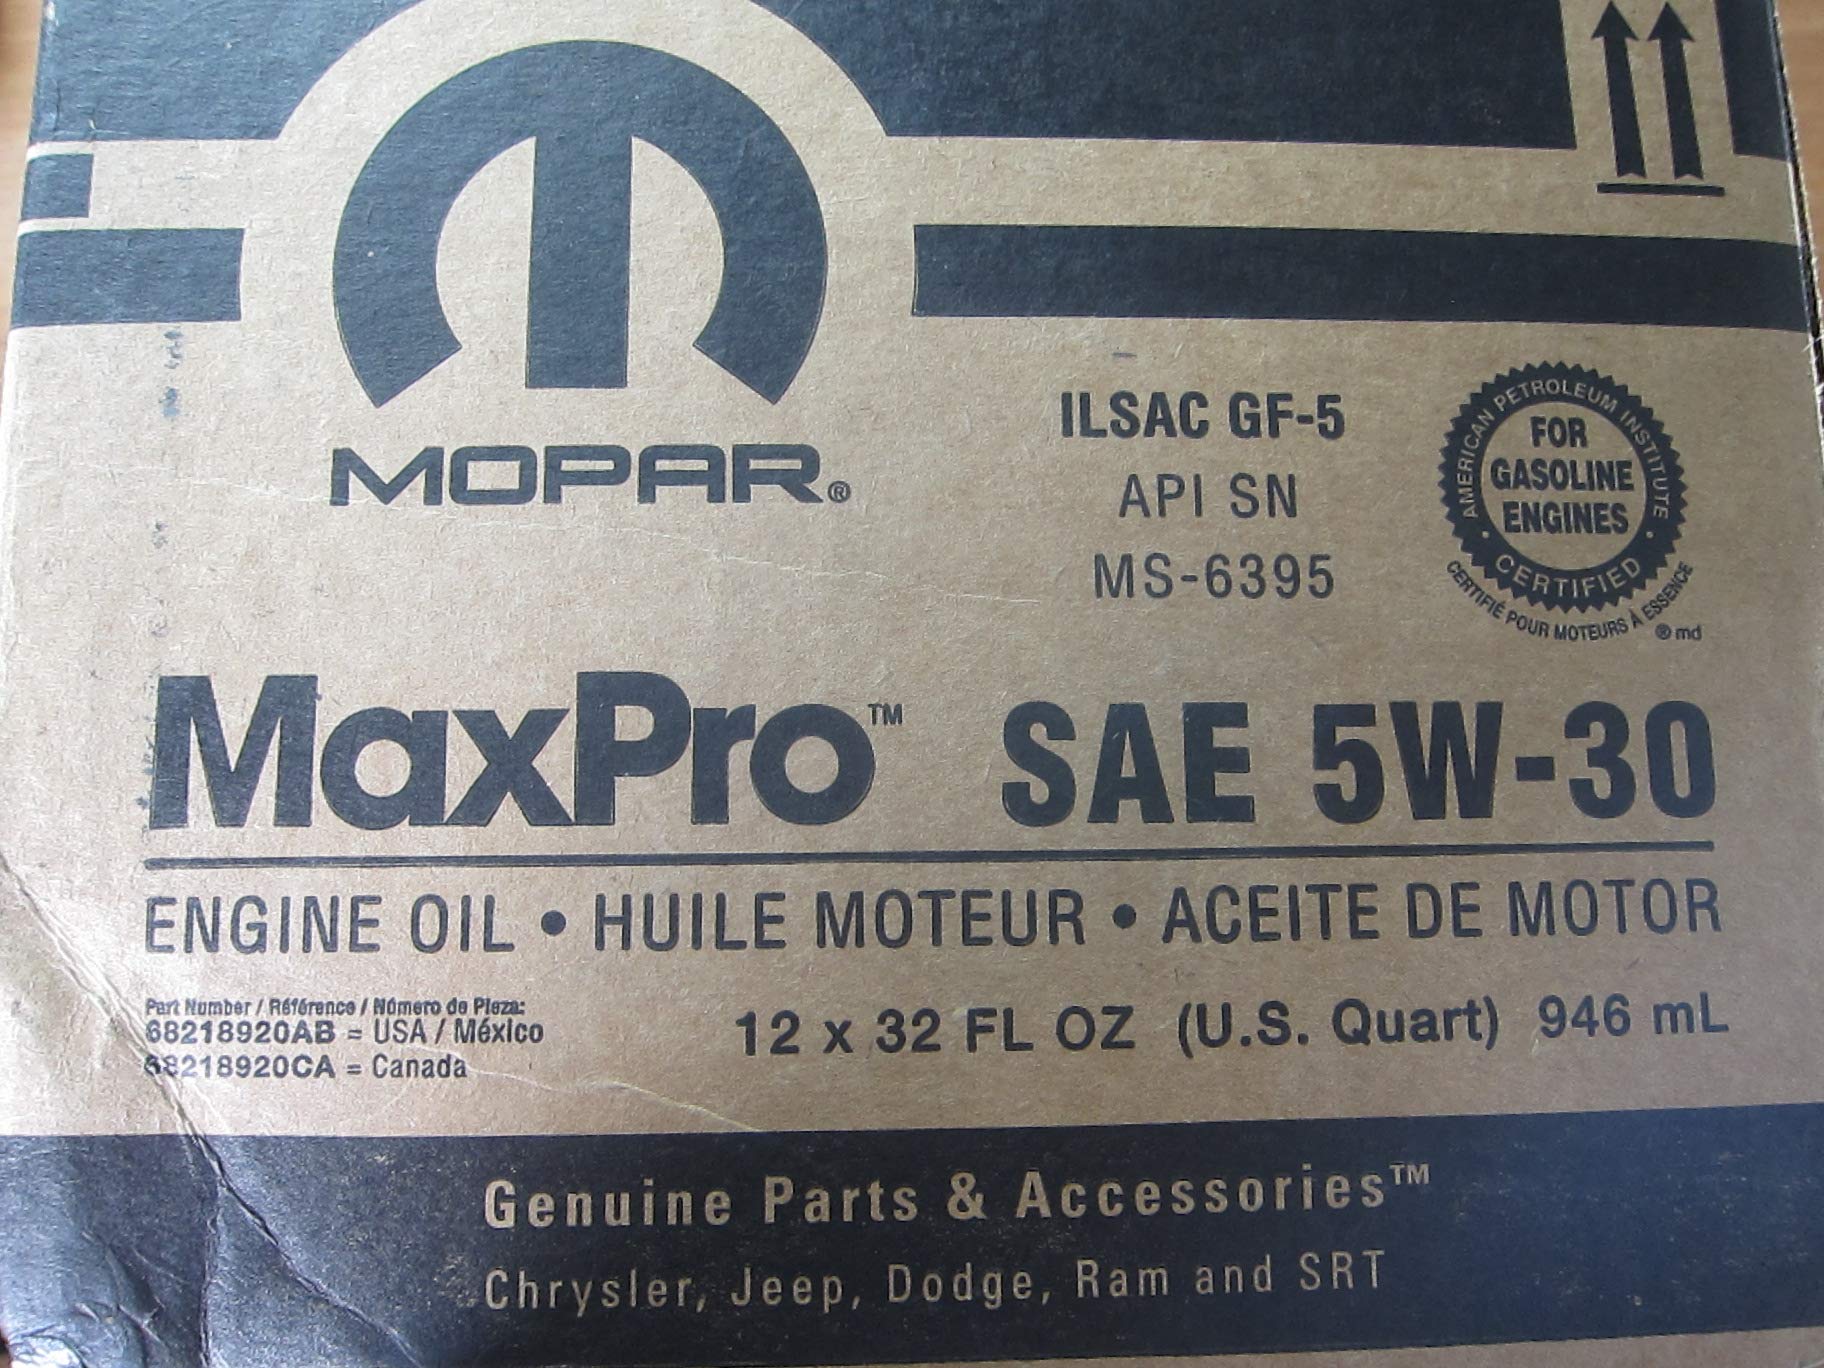 MOPAR®
ILSAC GF-5
API SN
MS-6395
AMERICAN PETROLEUM INSTITUTE
FOR
GASOLINE
ENGINES
• CERTIFIED •
CERTIFIÉ POUR MOTEURS À ESSENCE
® md
MaxPro™ SAE 5W-30
ENGINE OIL • HUILE MOTEUR • ACEITE DE MOTOR
Part Number / Référence / Número de Pieza:
68218920AB = USA / México
68218920CA = Canada
12 x 32 FL OZ (U.S. Quart) 946 mL
Genuine Parts & Accessories™
Chrysler, Jeep, Dodge, Ram and SRT